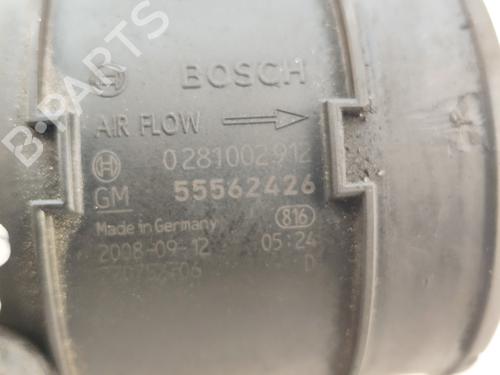 BOSCH
AIR FLOW
0281002912
GM 55562426
Made in Germany 816
2008-09-12 05:24
D
B-PARTS